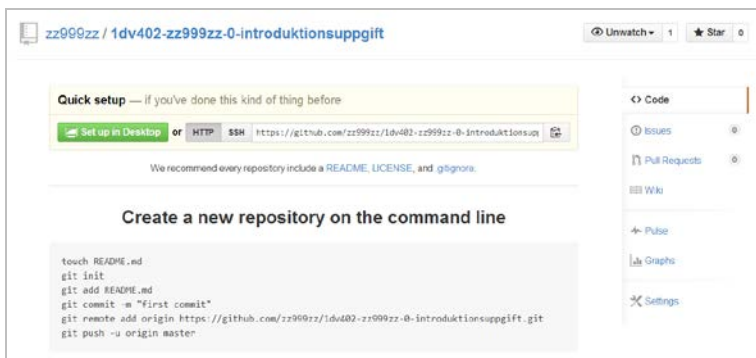 zz999zz / 1dv402-zz999zz-0-introduktionsuppgift
Unwatch 1 Star 0
Quick setup — if you've done this kind of thing before
Set up in Desktop or HTTP SSH https://github.com/zz999zz/1dv402-zz999zz-0-introduktionsupp
We recommend every repository include a README, LICENSE, and .gitignore.
Create a new repository on the command line
touch README.md
git init
git add README.md
git commit -m "first commit"
git remote add origin https://github.com/zz999zz/1dv402-zz999zz-0-introduktionsuppgift.git
git push -u origin master
Code
Issues 0
Pull Requests 0
Wiki
Pulse
Graphs
Settings